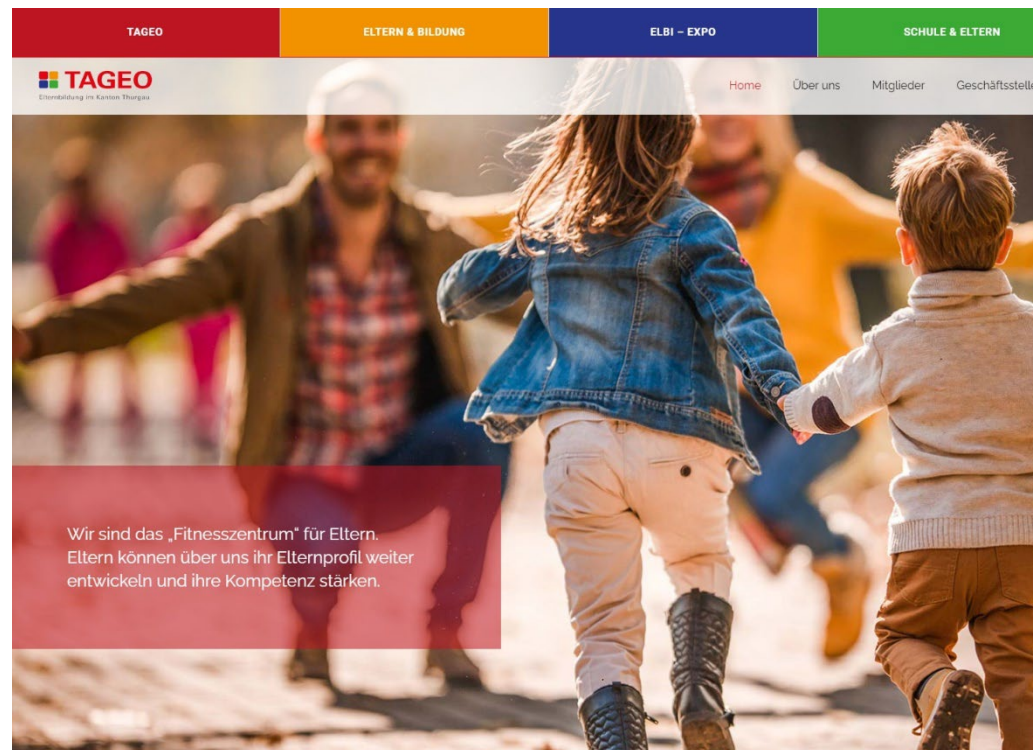 TAGEO
ELTERN & BILDUNG
ELBI – EXPO
SCHULE & ELTERN
TAGEO
Elternbildung im Kanton Thurgau
Home
Über uns
Mitglieder
Geschäftsstelle
Wir sind das „Fitnesszentrum“ für Eltern.
Eltern können über uns ihr Elternprofil weiter
entwickeln und ihre Kompetenz stärken.